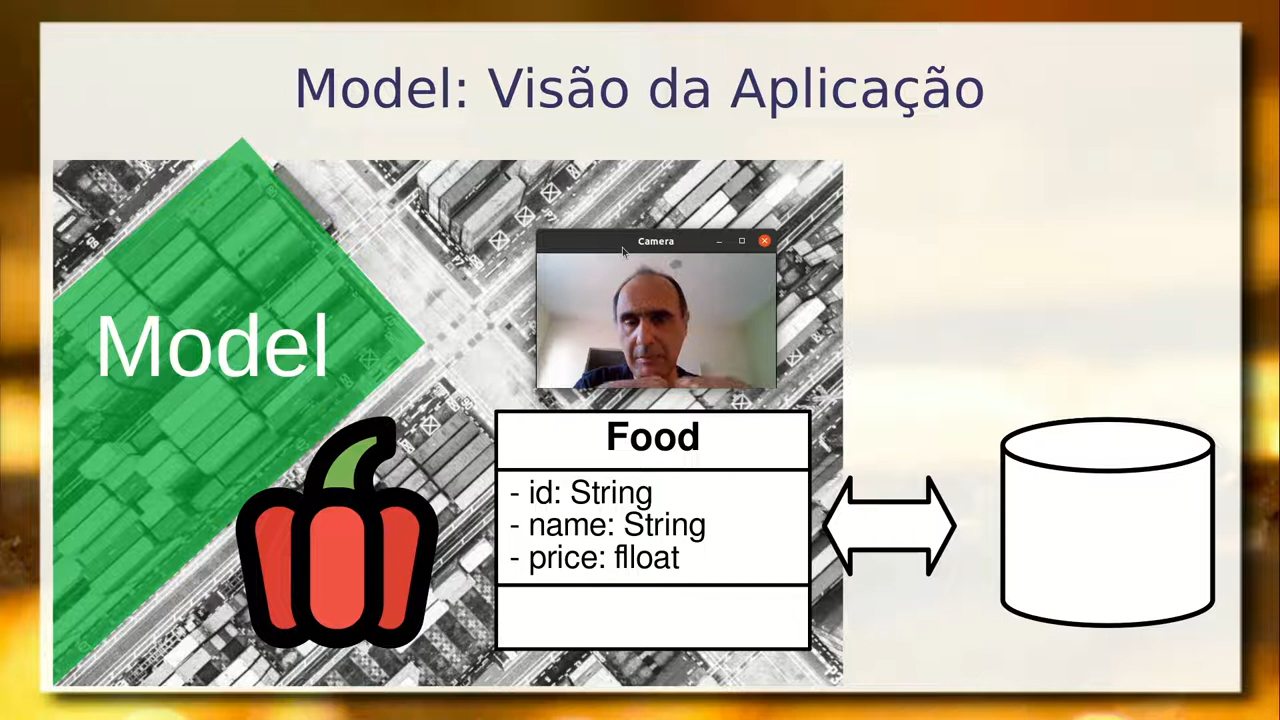 Model: Visão da Aplicação
Camera
Model
Food
- id: String
- name: String
- price: flloat